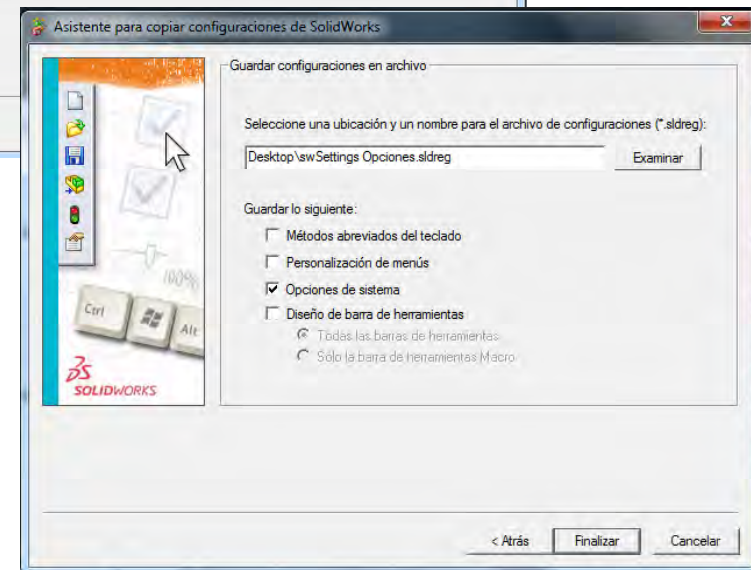 Asistente para copiar configuraciones de SolidWorks
Guardar configuraciones en archivo
Seleccione una ubicación y un nombre para el archivo de configuraciones (*.sldreg):
Desktop\swSettings Opciones.sldreg
Examinar
Guardar lo siguiente:
Métodos abreviados del teclado
Personalización de menús
Opciones de sistema
Diseño de barra de herramientas
Todas las barras de herramientas
Sólo la barra de herramientas Macro
100%
Ctrl
Alt
SOLIDWORKS
< Atrás
Finalizar
Cancelar